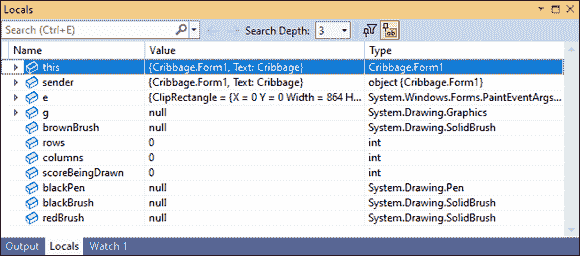 Locals
Search (Ctrl+E) Search Depth: 3
Name Value Type
this {Cribbage.Form1, Text: Cribbage} Cribbage.Form1
sender {Cribbage.Form1, Text: Cribbage} object {Cribbage.Form1}
e {ClipRectangle = {X = 0 Y = 0 Width = 864 H... System.Windows.Forms.PaintEventArgs...
g null System.Drawing.Graphics
brownBrush null System.Drawing.SolidBrush
rows 0 int
columns 0 int
scoreBeingDrawn 0 int
blackPen null System.Drawing.Pen
blackBrush null System.Drawing.SolidBrush
redBrush null System.Drawing.SolidBrush
Output Locals Watch 1